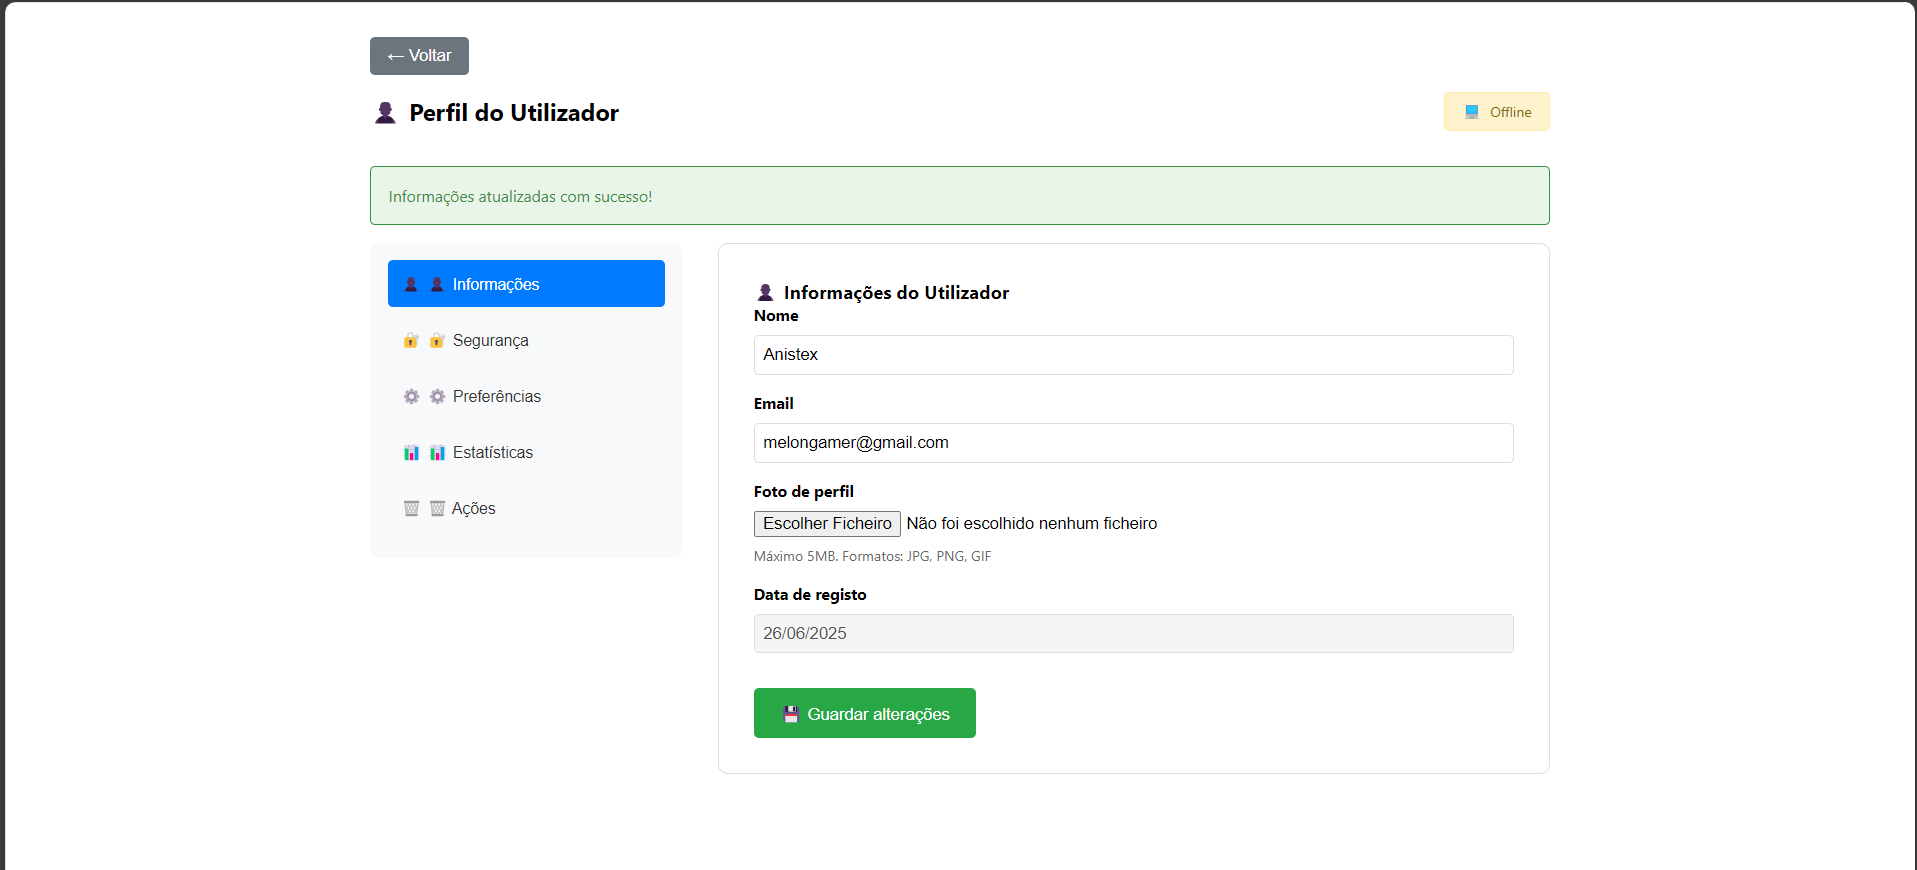 ← Voltar
Perfil do Utilizador
Offline
Informações atualizadas com sucesso!
Informações
Segurança
Preferências
Estatísticas
Ações
Informações do Utilizador
Nome
Anistex
Email
melongamer@gmail.com
Foto de perfil
Escolher Ficheiro Não foi escolhido nenhum ficheiro
Máximo 5MB. Formatos: JPG, PNG, GIF
Data de registo
26/06/2025
Guardar alterações